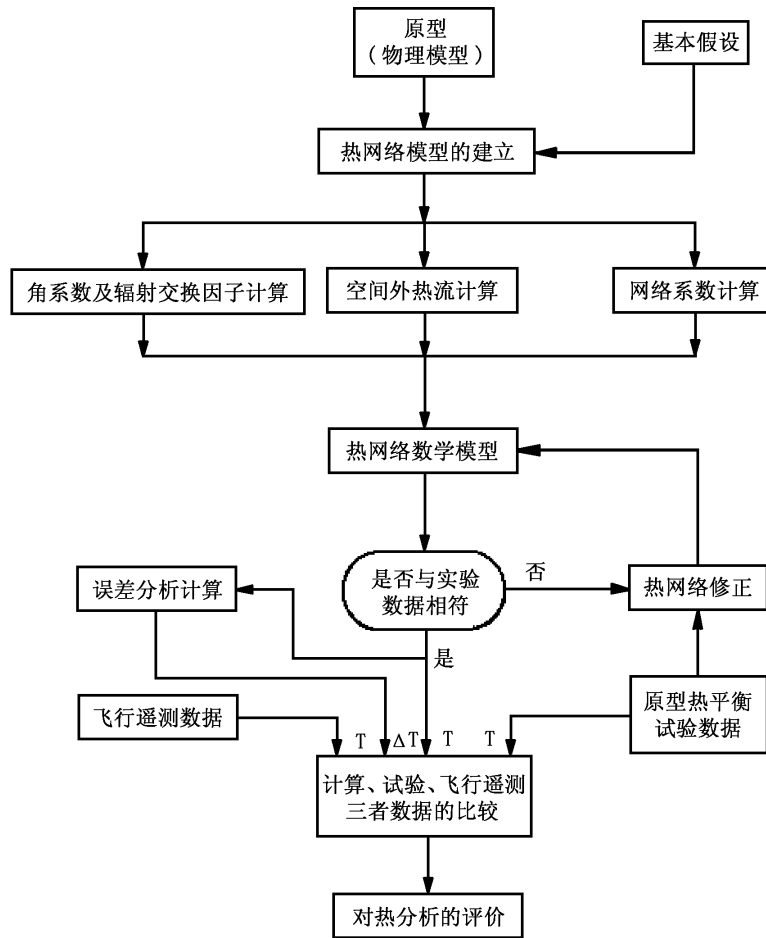 原型
（物理模型）
基本假设
热网络模型的建立
角系数及辐射交换因子计算
空间外热流计算
网络系数计算
热网络数学模型
是否与实验
数据相符
否
热网络修正
误差分析计算
是
飞行遥测数据
原型热平衡
试验数据
T ΔT T T
计算、试验、飞行遥测
三者数据的比较
对热分析的评价